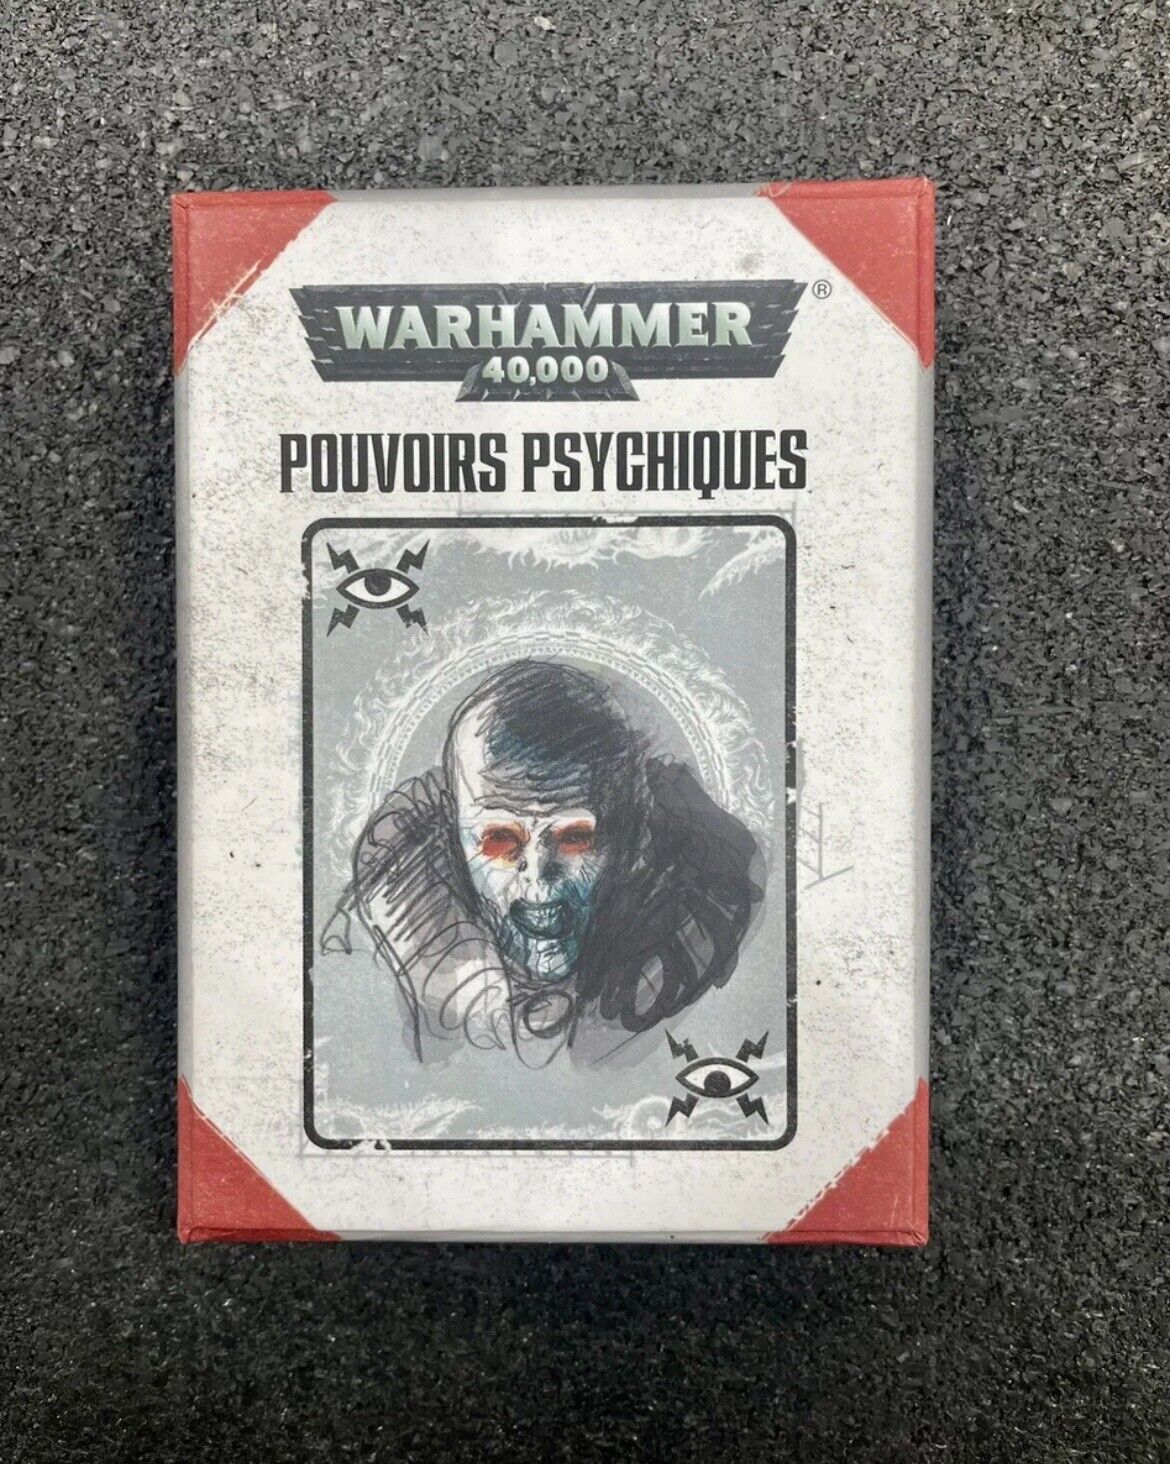 WARHAMMER®
40,000
POUVOIRS PSYCHIQUES